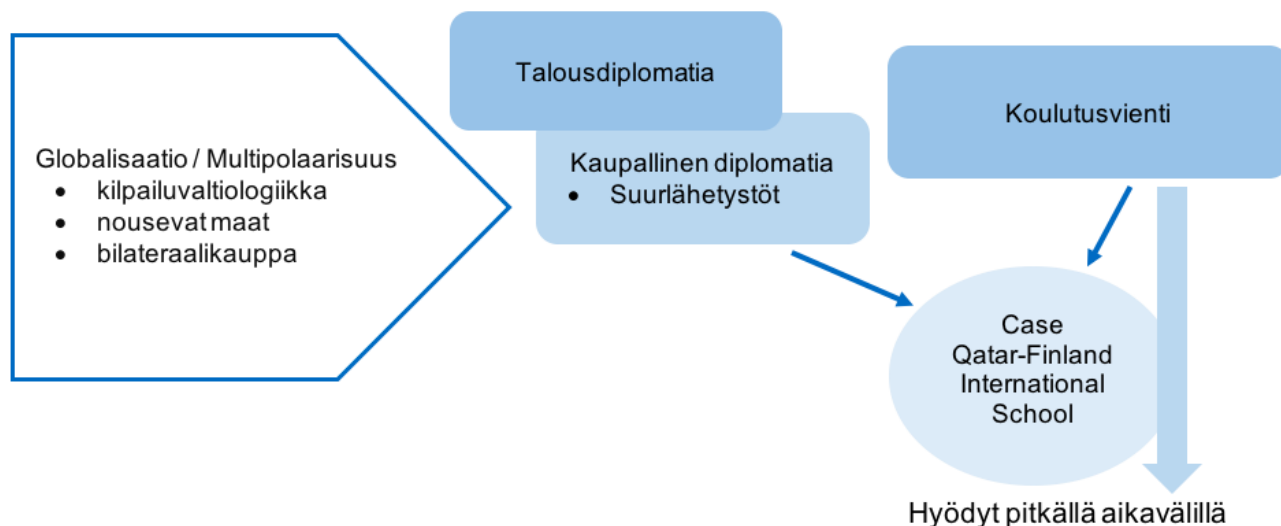 Globalisaatio / Multipolaarisuus
• kilpailuvaltiologiikka
• nousevat maat
• bilateraalikauppa
Talousdiplomatia
Kaupallinen diplomatia
• Suurlähetystöt
Koulutusvienti
Case
Qatar-Finland
International
School
Hyödyt pitkällä aikavälillä